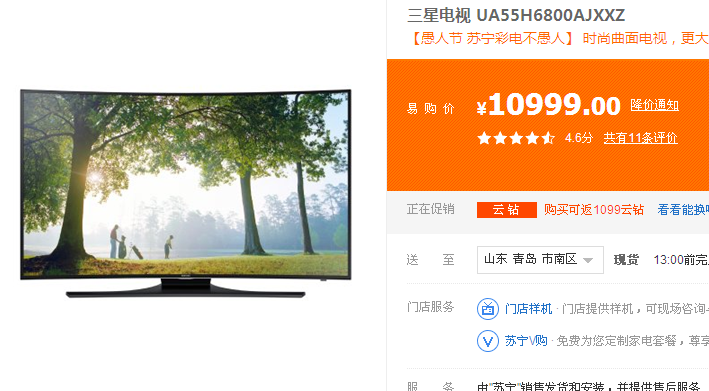 三星电视 UA55H6800AJXXZ
【愚人节 苏宁彩电不愚人】 时尚曲面电视，更大
易 购 价 ¥10999.00 降价通知
4.6分 共有11条评价
正在促销 云钻 购买可返1099云钻 看看能换
送 至 山东 青岛 市南区 现货 13:00前完
门店服务 门店样机 · 门店提供样机，可现场咨询
苏宁V购 · 免费为您定制家电套餐，尊享
服 务 由"苏宁"销售发货和安装，并提供售后服务